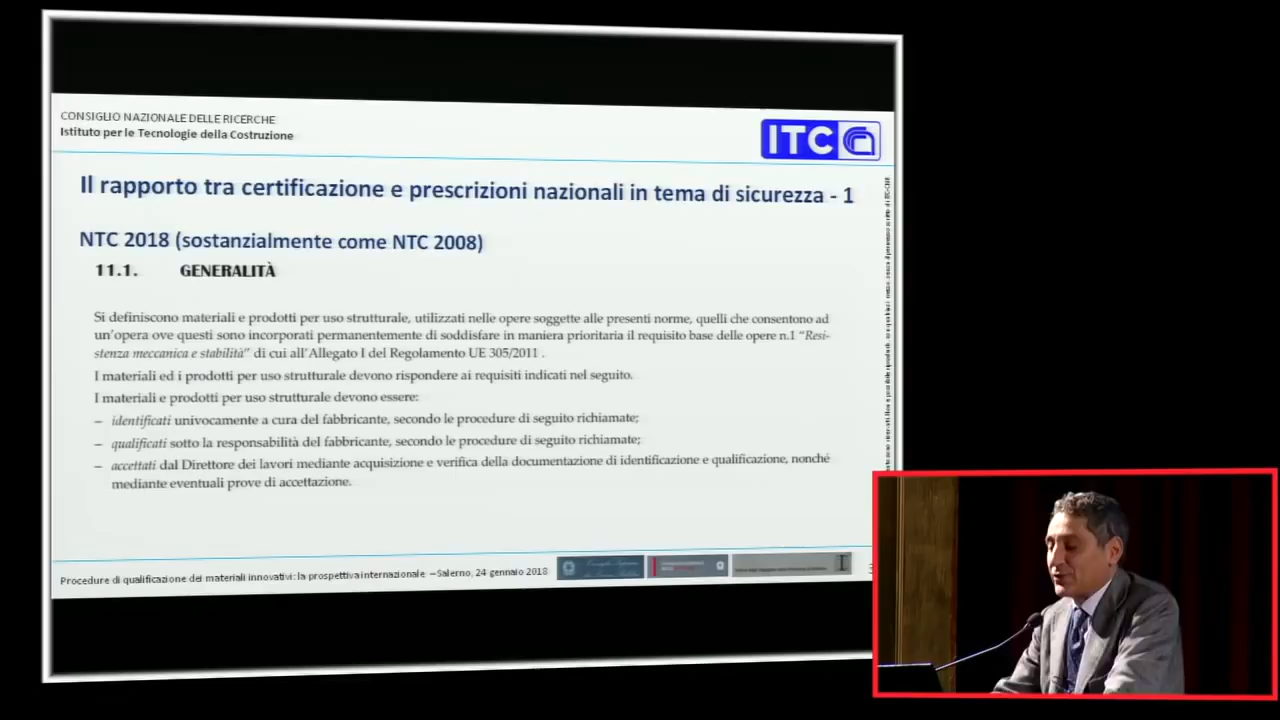 CONSIGLIO NAZIONALE DELLE RICERCHE
Istituto per le Tecnologie della Costruzione
ITC
Il rapporto tra certificazione e prescrizioni nazionali in tema di sicurezza - 1
NTC 2018 (sostanzialmente come NTC 2008)
11.1. GENERALITÀ
Si definiscono materiali e prodotti per uso strutturale, utilizzati nelle opere soggette alle presenti norme, quelli che consentono ad
un'opera ove questi sono incorporati permanentemente di soddisfare in maniera prioritaria il requisito base delle opere n.1 "Resi-
stenza meccanica e stabilità" di cui all'Allegato I del Regolamento UE 305/2011 .
I materiali ed i prodotti per uso strutturale devono rispondere ai requisiti indicati nel seguito.
I materiali e prodotti per uso strutturale devono essere:
– identificati univocamente a cura del fabbricante, secondo le procedure di seguito richiamate;
– qualificati sotto la responsabilità del fabbricante, secondo le procedure di seguito richiamate;
– accettati dal Direttore dei lavori mediante acquisizione e verifica della documentazione di identificazione e qualificazione, nonché
mediante eventuali prove di accettazione.
Procedure di qualificazione dei materiali innovativi: la prospettiva internazionale –Salerno, 24 gennaio 2018